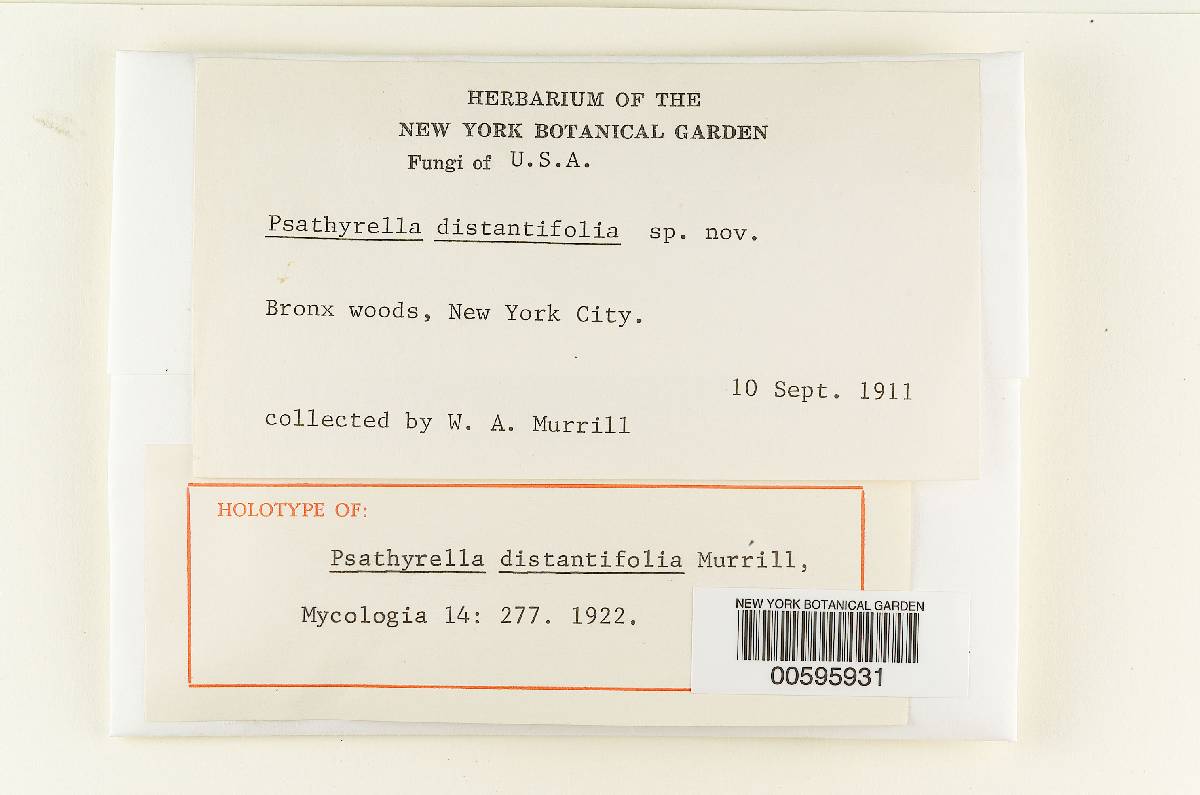 HERBARIUM OF THE
NEW YORK BOTANICAL GARDEN
Fungi of U.S.A.
Psathyrella distantifolia sp. nov.
Bronx woods, New York City.
10 Sept. 1911
collected by W. A. Murrill
HOLOTYPE OF:
Psathyrella distantifolia Murrill,
Mycologia 14: 277. 1922.
NEW YORK BOTANICAL GARDEN
00595931